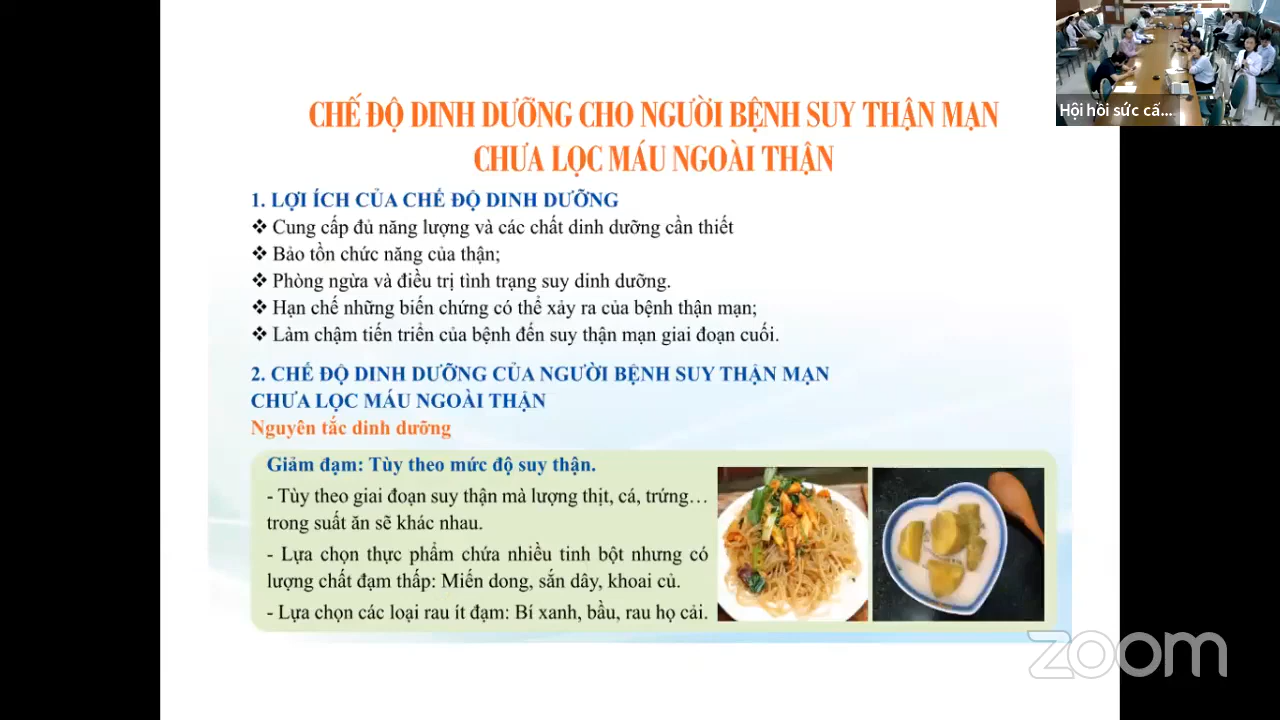 Hội hồi sức cấ...
CHẾ ĐỘ DINH DƯỠNG CHO NGƯỜI BỆNH SUY THẬN MẠN
CHƯA LỌC MÁU NGOÀI THẬN
1. LỢI ÍCH CỦA CHẾ ĐỘ DINH DƯỠNG
❖ Cung cấp đủ năng lượng và các chất dinh dưỡng cần thiết
❖ Bảo tồn chức năng của thận;
❖ Phòng ngừa và điều trị tình trạng suy dinh dưỡng.
❖ Hạn chế những biến chứng có thể xảy ra của bệnh thận mạn;
❖ Làm chậm tiến triển của bệnh đến suy thận mạn giai đoạn cuối.
2. CHẾ ĐỘ DINH DƯỠNG CỦA NGƯỜI BỆNH SUY THẬN MẠN
CHƯA LỌC MÁU NGOÀI THẬN
Nguyên tắc dinh dưỡng
Giảm đạm: Tùy theo mức độ suy thận.
- Tùy theo giai đoạn suy thận mà lượng thịt, cá, trứng…
trong suất ăn sẽ khác nhau.
- Lựa chọn thực phẩm chứa nhiều tinh bột nhưng có
lượng chất đạm thấp: Miến dong, sắn dây, khoai củ.
- Lựa chọn các loại rau ít đạm: Bí xanh, bầu, rau họ cải.
zoom